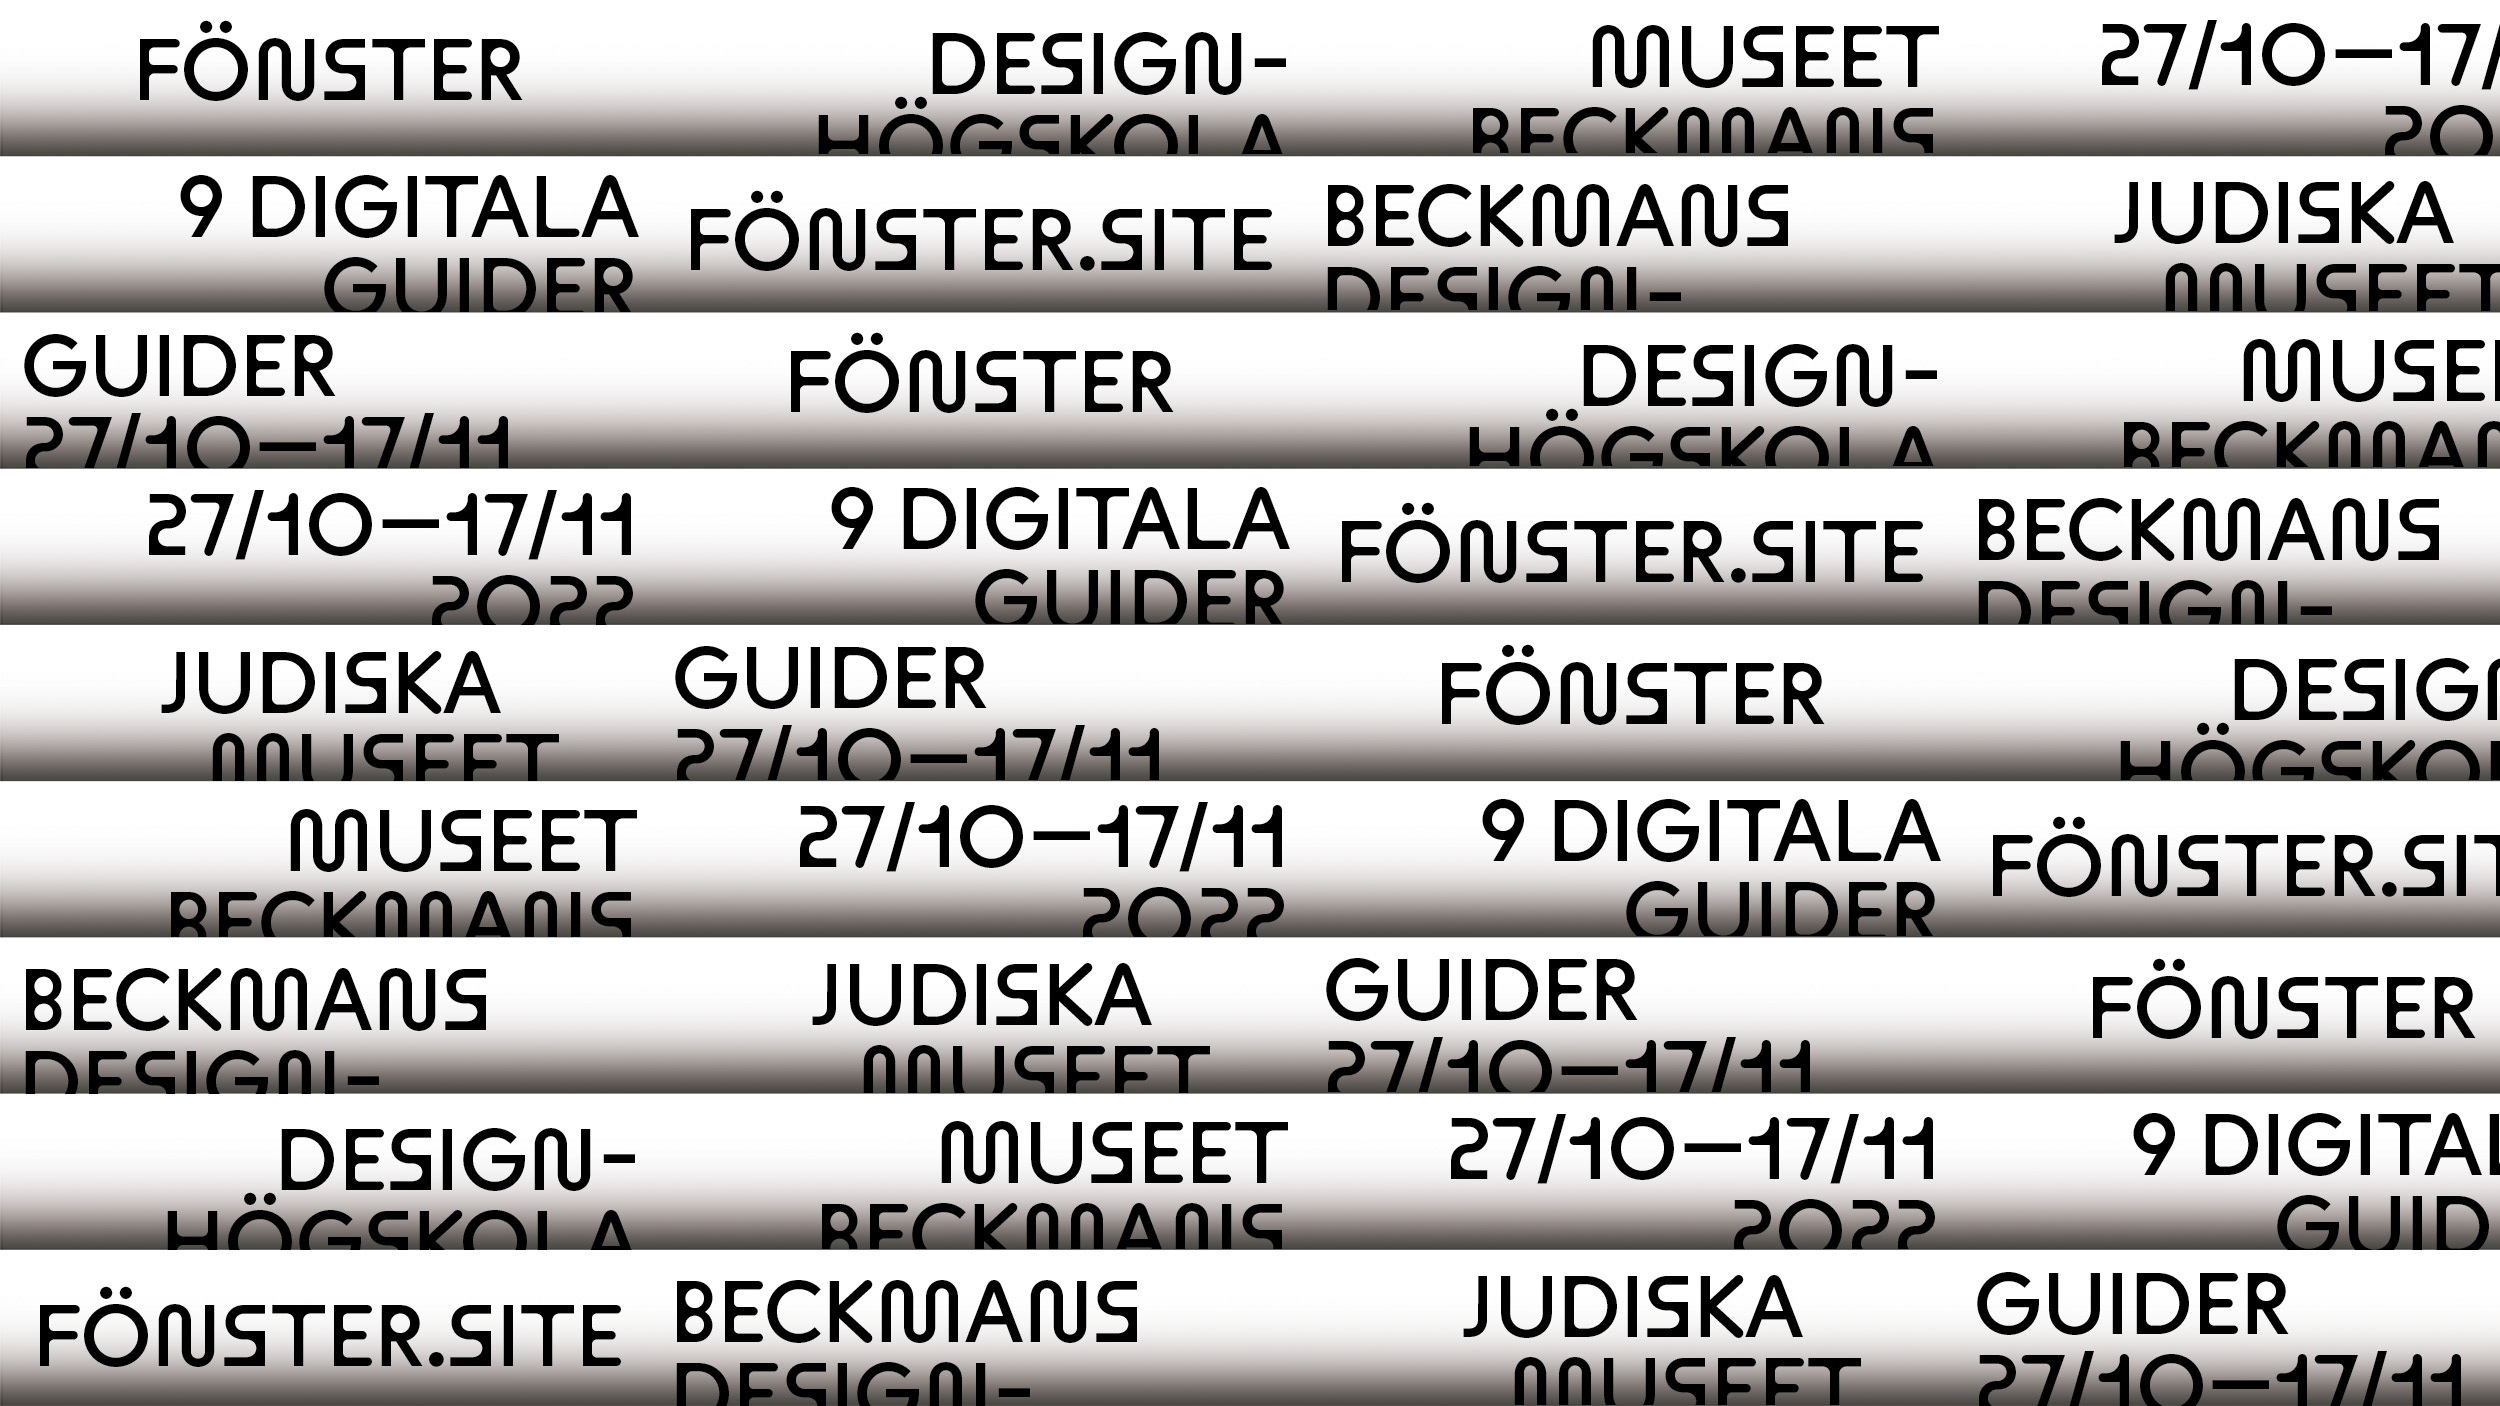 FÖNSTER
DESIGN-
HÖGSKOLA
MUSEET
BECKMANS
27/10—17/
20
9 DIGITALA
GUIDER
FÖNSTER.SITE
BECKMANS
DESIGN-
JUDISKA
MUSEET
GUIDER
27/10—17/11
FÖNSTER
DESIGN-
HÖGSKOLA
MUSEE
BECKMAN
27/10—17/11
2022
9 DIGITALA
GUIDER
FÖNSTER.SITE
BECKMANS
DESIGN-
JUDISKA
MUSEET
GUIDER
27/10—17/11
FÖNSTER
DESIGN
HÖGSKOL
MUSEET
BECKMANS
27/10—17/11
2022
9 DIGITALA
GUIDER
FÖNSTER.SIT
BECKMANS
DESIGN-
JUDISKA
MUSEET
GUIDER
27/10—17/11
FÖNSTER
DESIGN-
HÖGSKOLA
MUSEET
BECKMANS
27/10—17/11
2022
9 DIGITAL
GUID
FÖNSTER.SITE
BECKMANS
DESIGN-
JUDISKA
MUSEET
GUIDER
27/10—17/11